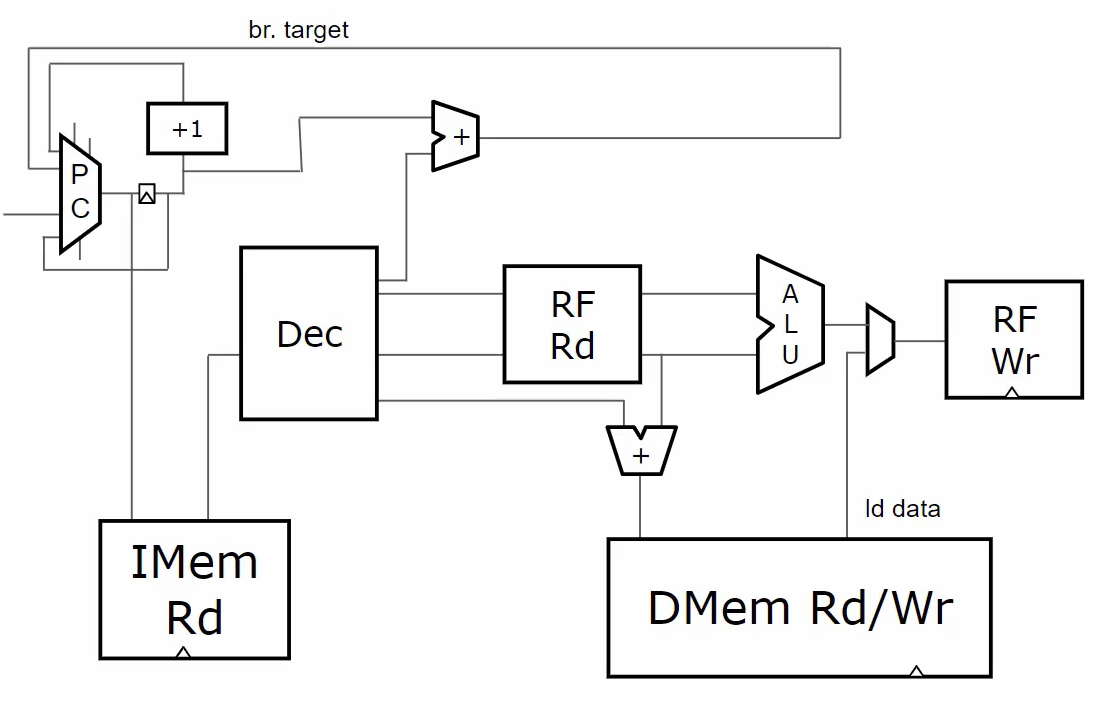 br. target
+1
+
P
C
Dec
RF
Rd
A
L
U
RF
Wr
+
ld data
IMem
Rd
DMem Rd/Wr